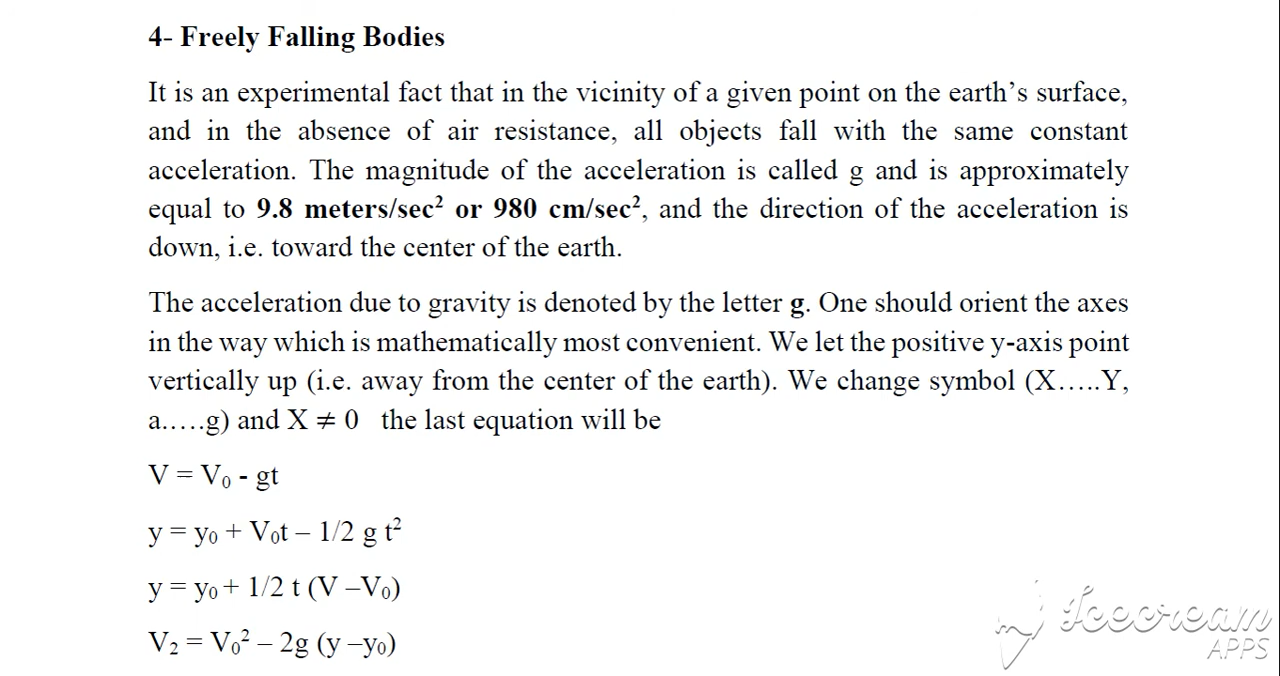 4- Freely Falling Bodies
It is an experimental fact that in the vicinity of a given point on the earth’s surface,
and in the absence of air resistance, all objects fall with the same constant
acceleration. The magnitude of the acceleration is called g and is approximately
equal to 9.8 meters/sec² or 980 cm/sec², and the direction of the acceleration is
down, i.e. toward the center of the earth.
The acceleration due to gravity is denoted by the letter g. One should orient the axes
in the way which is mathematically most convenient. We let the positive y-axis point
vertically up (i.e. away from the center of the earth). We change symbol (X…..Y,
a…..g) and X ≠ 0 the last equation will be
V = V₀ - gt
y = y₀ + V₀t – 1/2 g t²
y = y₀ + 1/2 t (V –V₀)
V₂ = V₀² – 2g (y –y₀)
Icecream
APPS